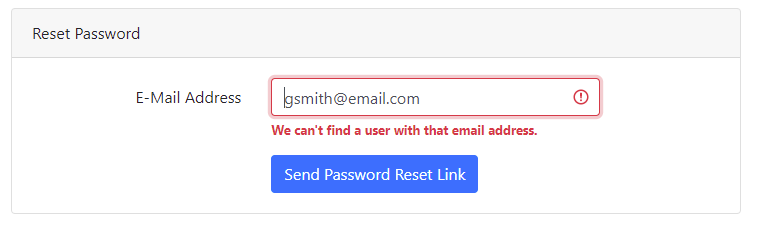 Reset Password
E-Mail Address
gsmith@email.com
We can't find a user with that email address.
Send Password Reset Link